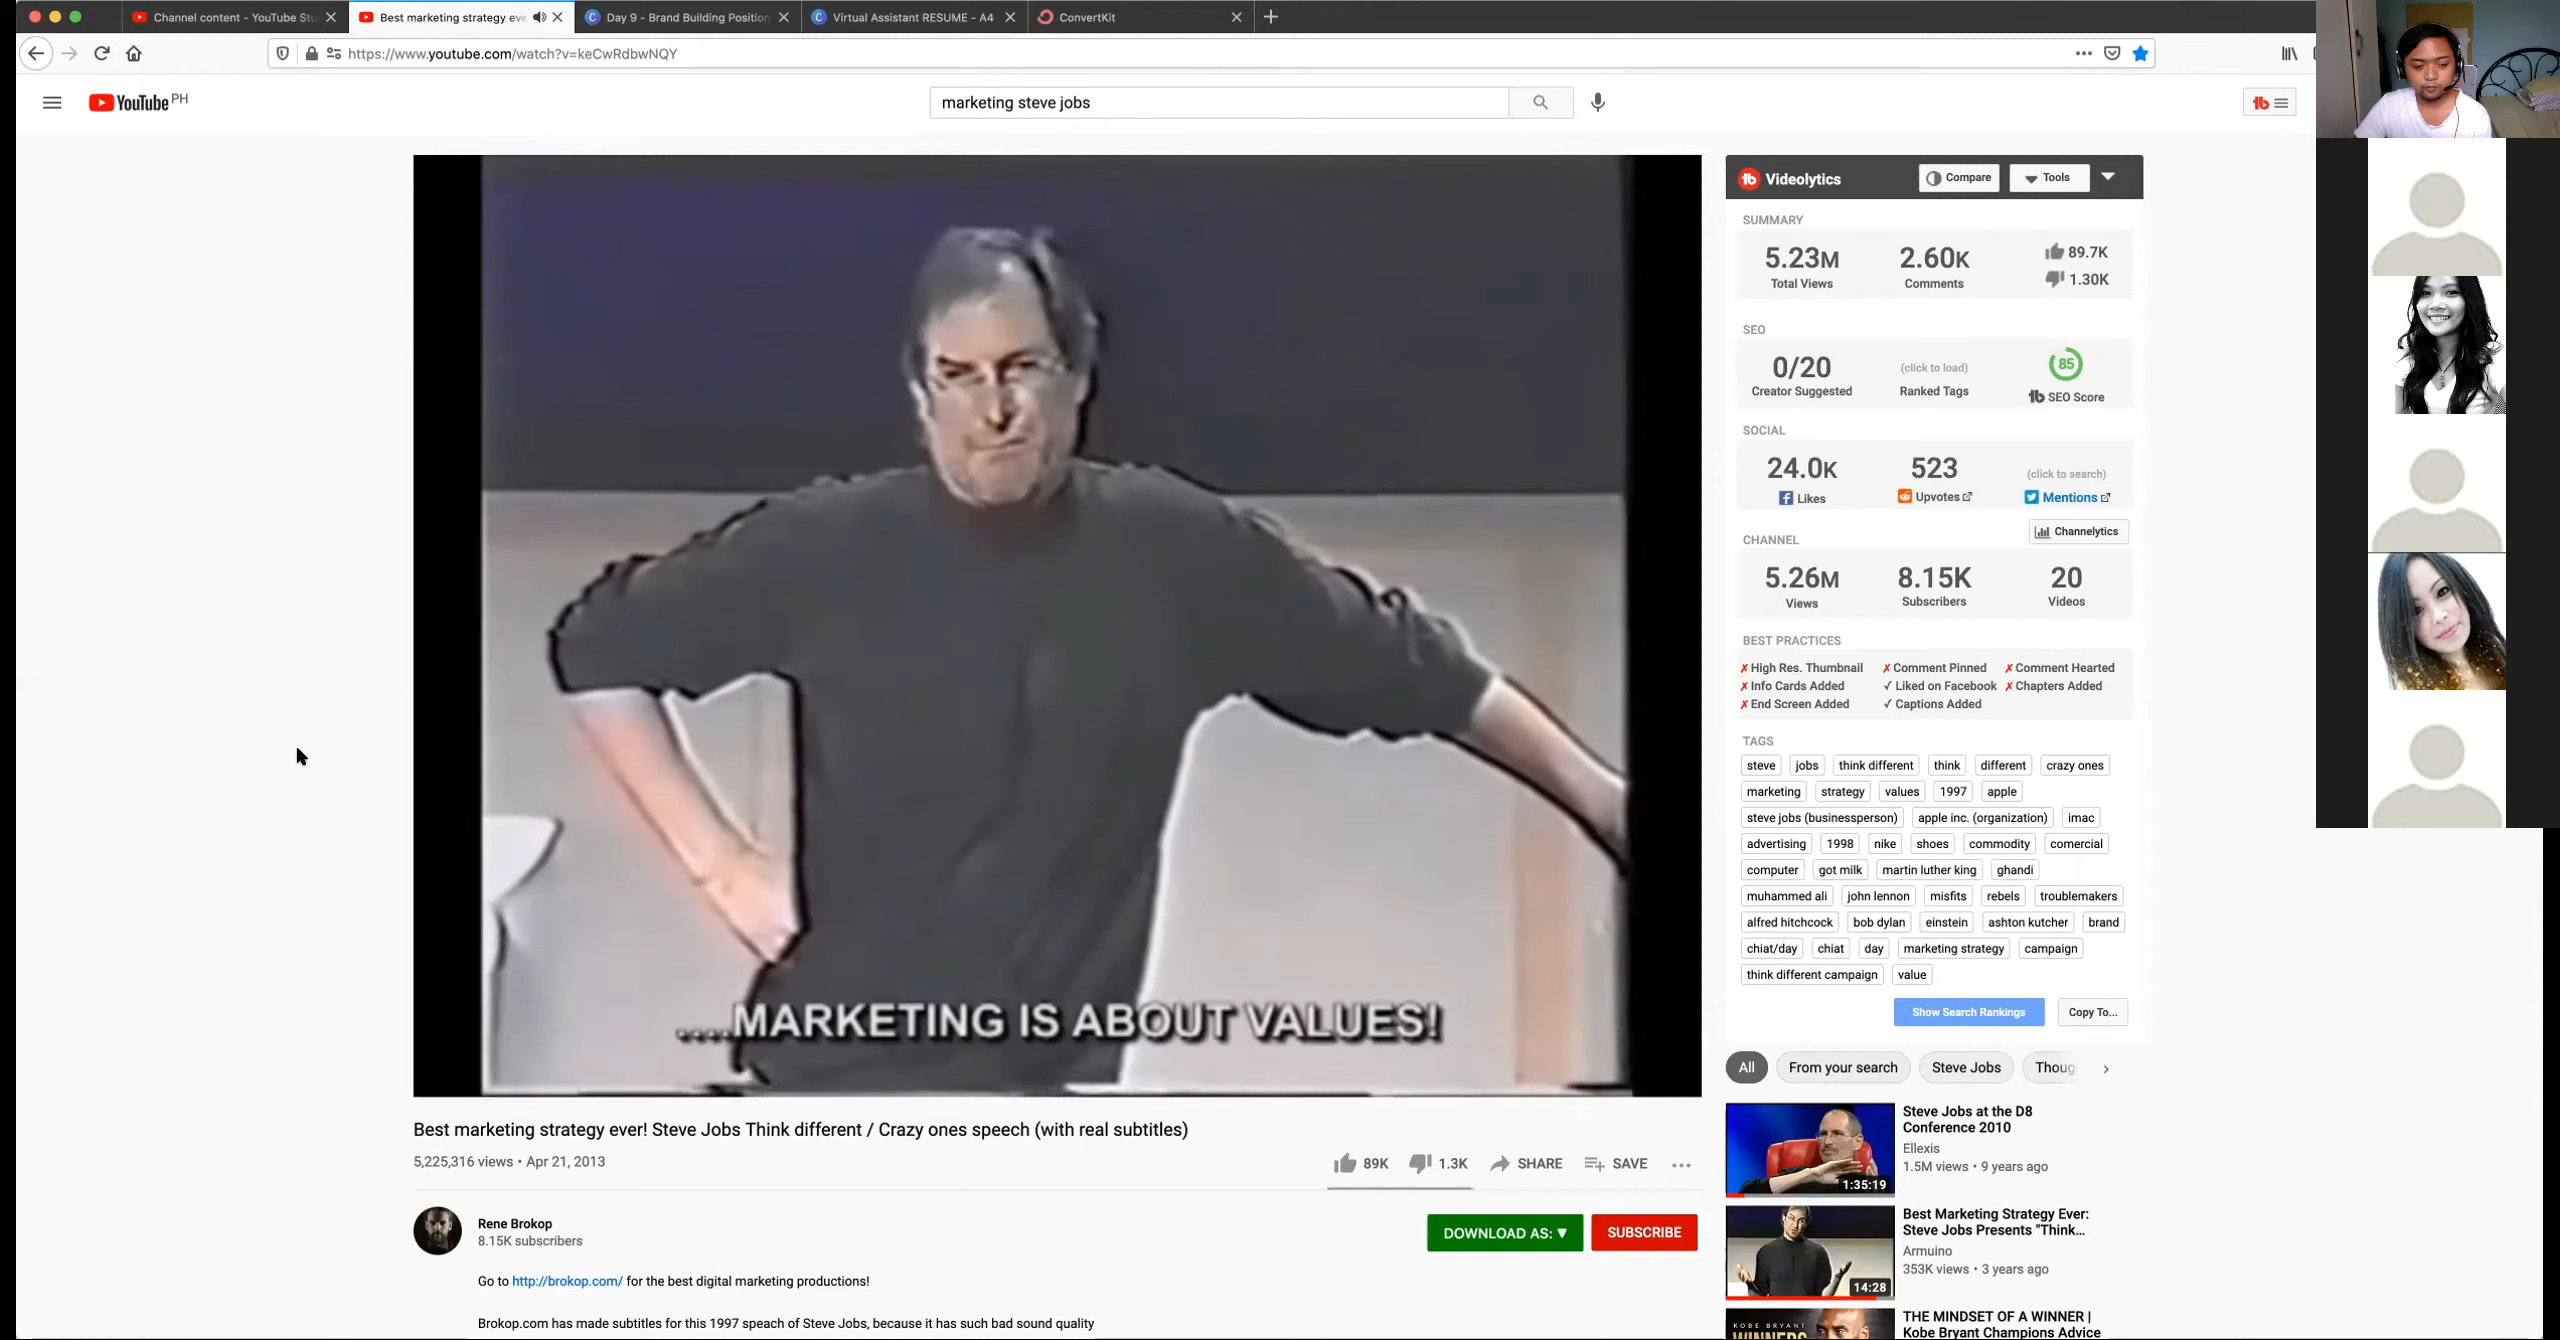 Channel content - YouTube Stu
Best marketing strategy eve
Day 9 - Brand Building Position
Virtual Assistant RESUME - A4
ConvertKit
https://www.youtube.com/watch?v=keCwRdbwNQY
YouTube PH
marketing steve jobs
tb
....MARKETING IS ABOUT VALUES!
Best marketing strategy ever! Steve Jobs Think different / Crazy ones speech (with real subtitles)
5,225,316 views • Apr 21, 2013
89K 1.3K SHARE SAVE
Rene Brokop
8.15K subscribers
DOWNLOAD AS: ▼ SUBSCRIBE
Go to http://brokop.com/ for the best digital marketing productions!
Brokop.com has made subtitles for this 1997 speach of Steve Jobs, because it has such bad sound quality
tb Videolytics Compare Tools
SUMMARY
5.23M 2.60K 89.7K
Total Views Comments 1.30K
SEO
0/20 (click to load) 85
Creator Suggested Ranked Tags tb SEO Score
SOCIAL
24.0K 523 (click to search)
Likes Upvotes Mentions
CHANNEL Channelytics
5.26M 8.15K 20
Views Subscribers Videos
BEST PRACTICES
✗ High Res. Thumbnail ✗ Comment Pinned ✗ Comment Hearted
✗ Info Cards Added ✓ Liked on Facebook ✗ Chapters Added
✗ End Screen Added ✓ Captions Added
TAGS
steve jobs think different think different crazy ones
marketing strategy values 1997 apple
steve jobs (businessperson) apple inc. (organization) imac
advertising 1998 nike shoes commodity comercial
computer got milk martin luther king ghandi
muhammed ali john lennon misfits rebels troublemakers
alfred hitchcock bob dylan einstein ashton kutcher brand
chiat/day chiat day marketing strategy campaign
think different campaign value
Show Search Rankings Copy To...
All From your search Steve Jobs Thoug
Steve Jobs at the D8
Conference 2010
Ellexis
1.5M views • 9 years ago
1:35:19
Best Marketing Strategy Ever:
Steve Jobs Presents "Think...
Armuino
353K views • 3 years ago
14:28
THE MINDSET OF A WINNER |
Kobe Bryant Champions Advice
KOBE BRYANT
WINNERS